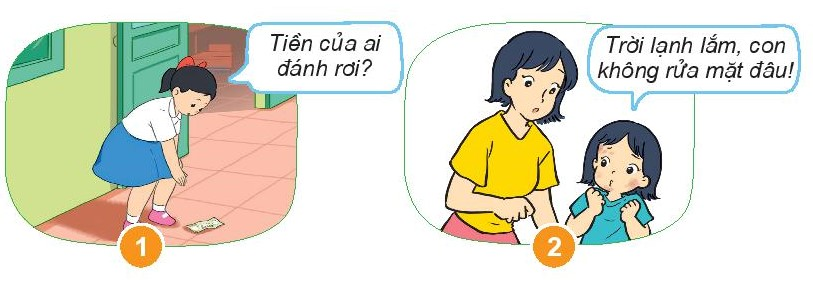 Tiền của ai
đánh rơi?
Trời lạnh lắm, con
không rửa mặt đâu!
1
2